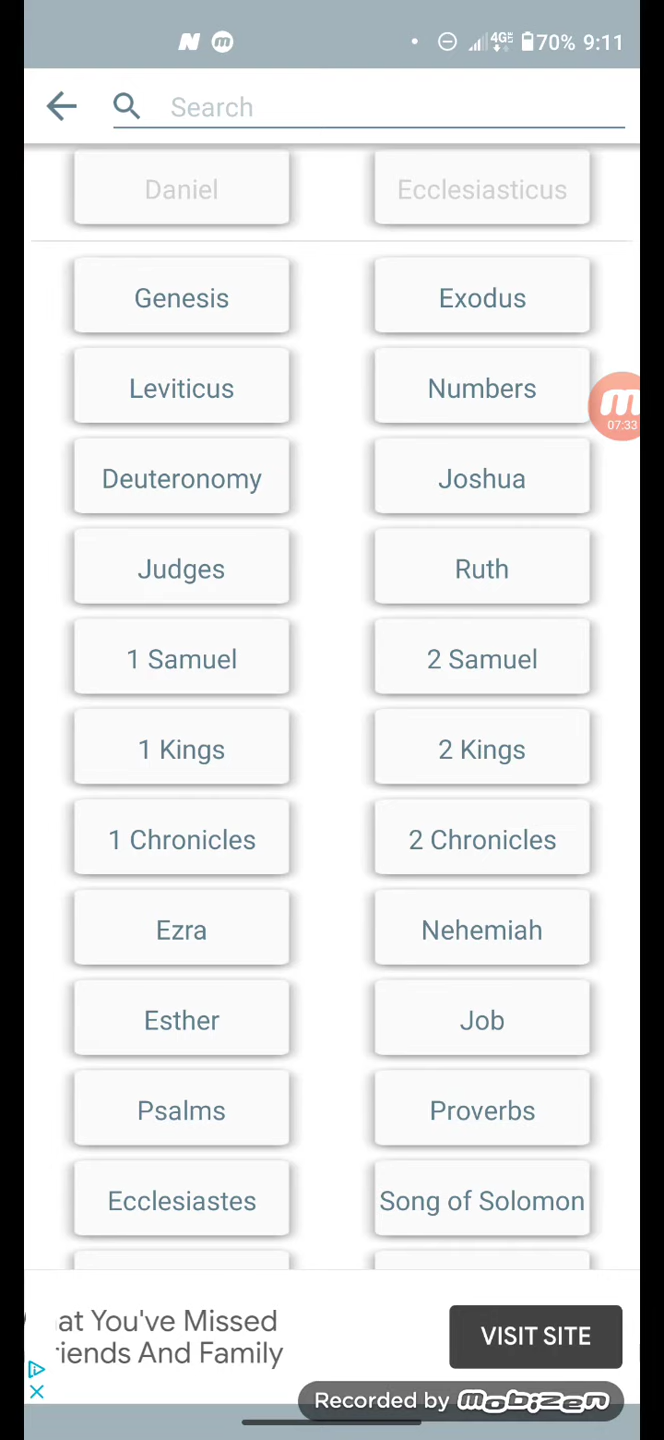 N m 4G 70% 9:11
Search
Daniel Ecclesiasticus
Genesis Exodus
Leviticus Numbers
m
07:33
Deuteronomy Joshua
Judges Ruth
1 Samuel 2 Samuel
1 Kings 2 Kings
1 Chronicles 2 Chronicles
Ezra Nehemiah
Esther Job
Psalms Proverbs
Ecclesiastes Song of Solomon
at You've Missed
riends And Family
VISIT SITE
Recorded by mobizen